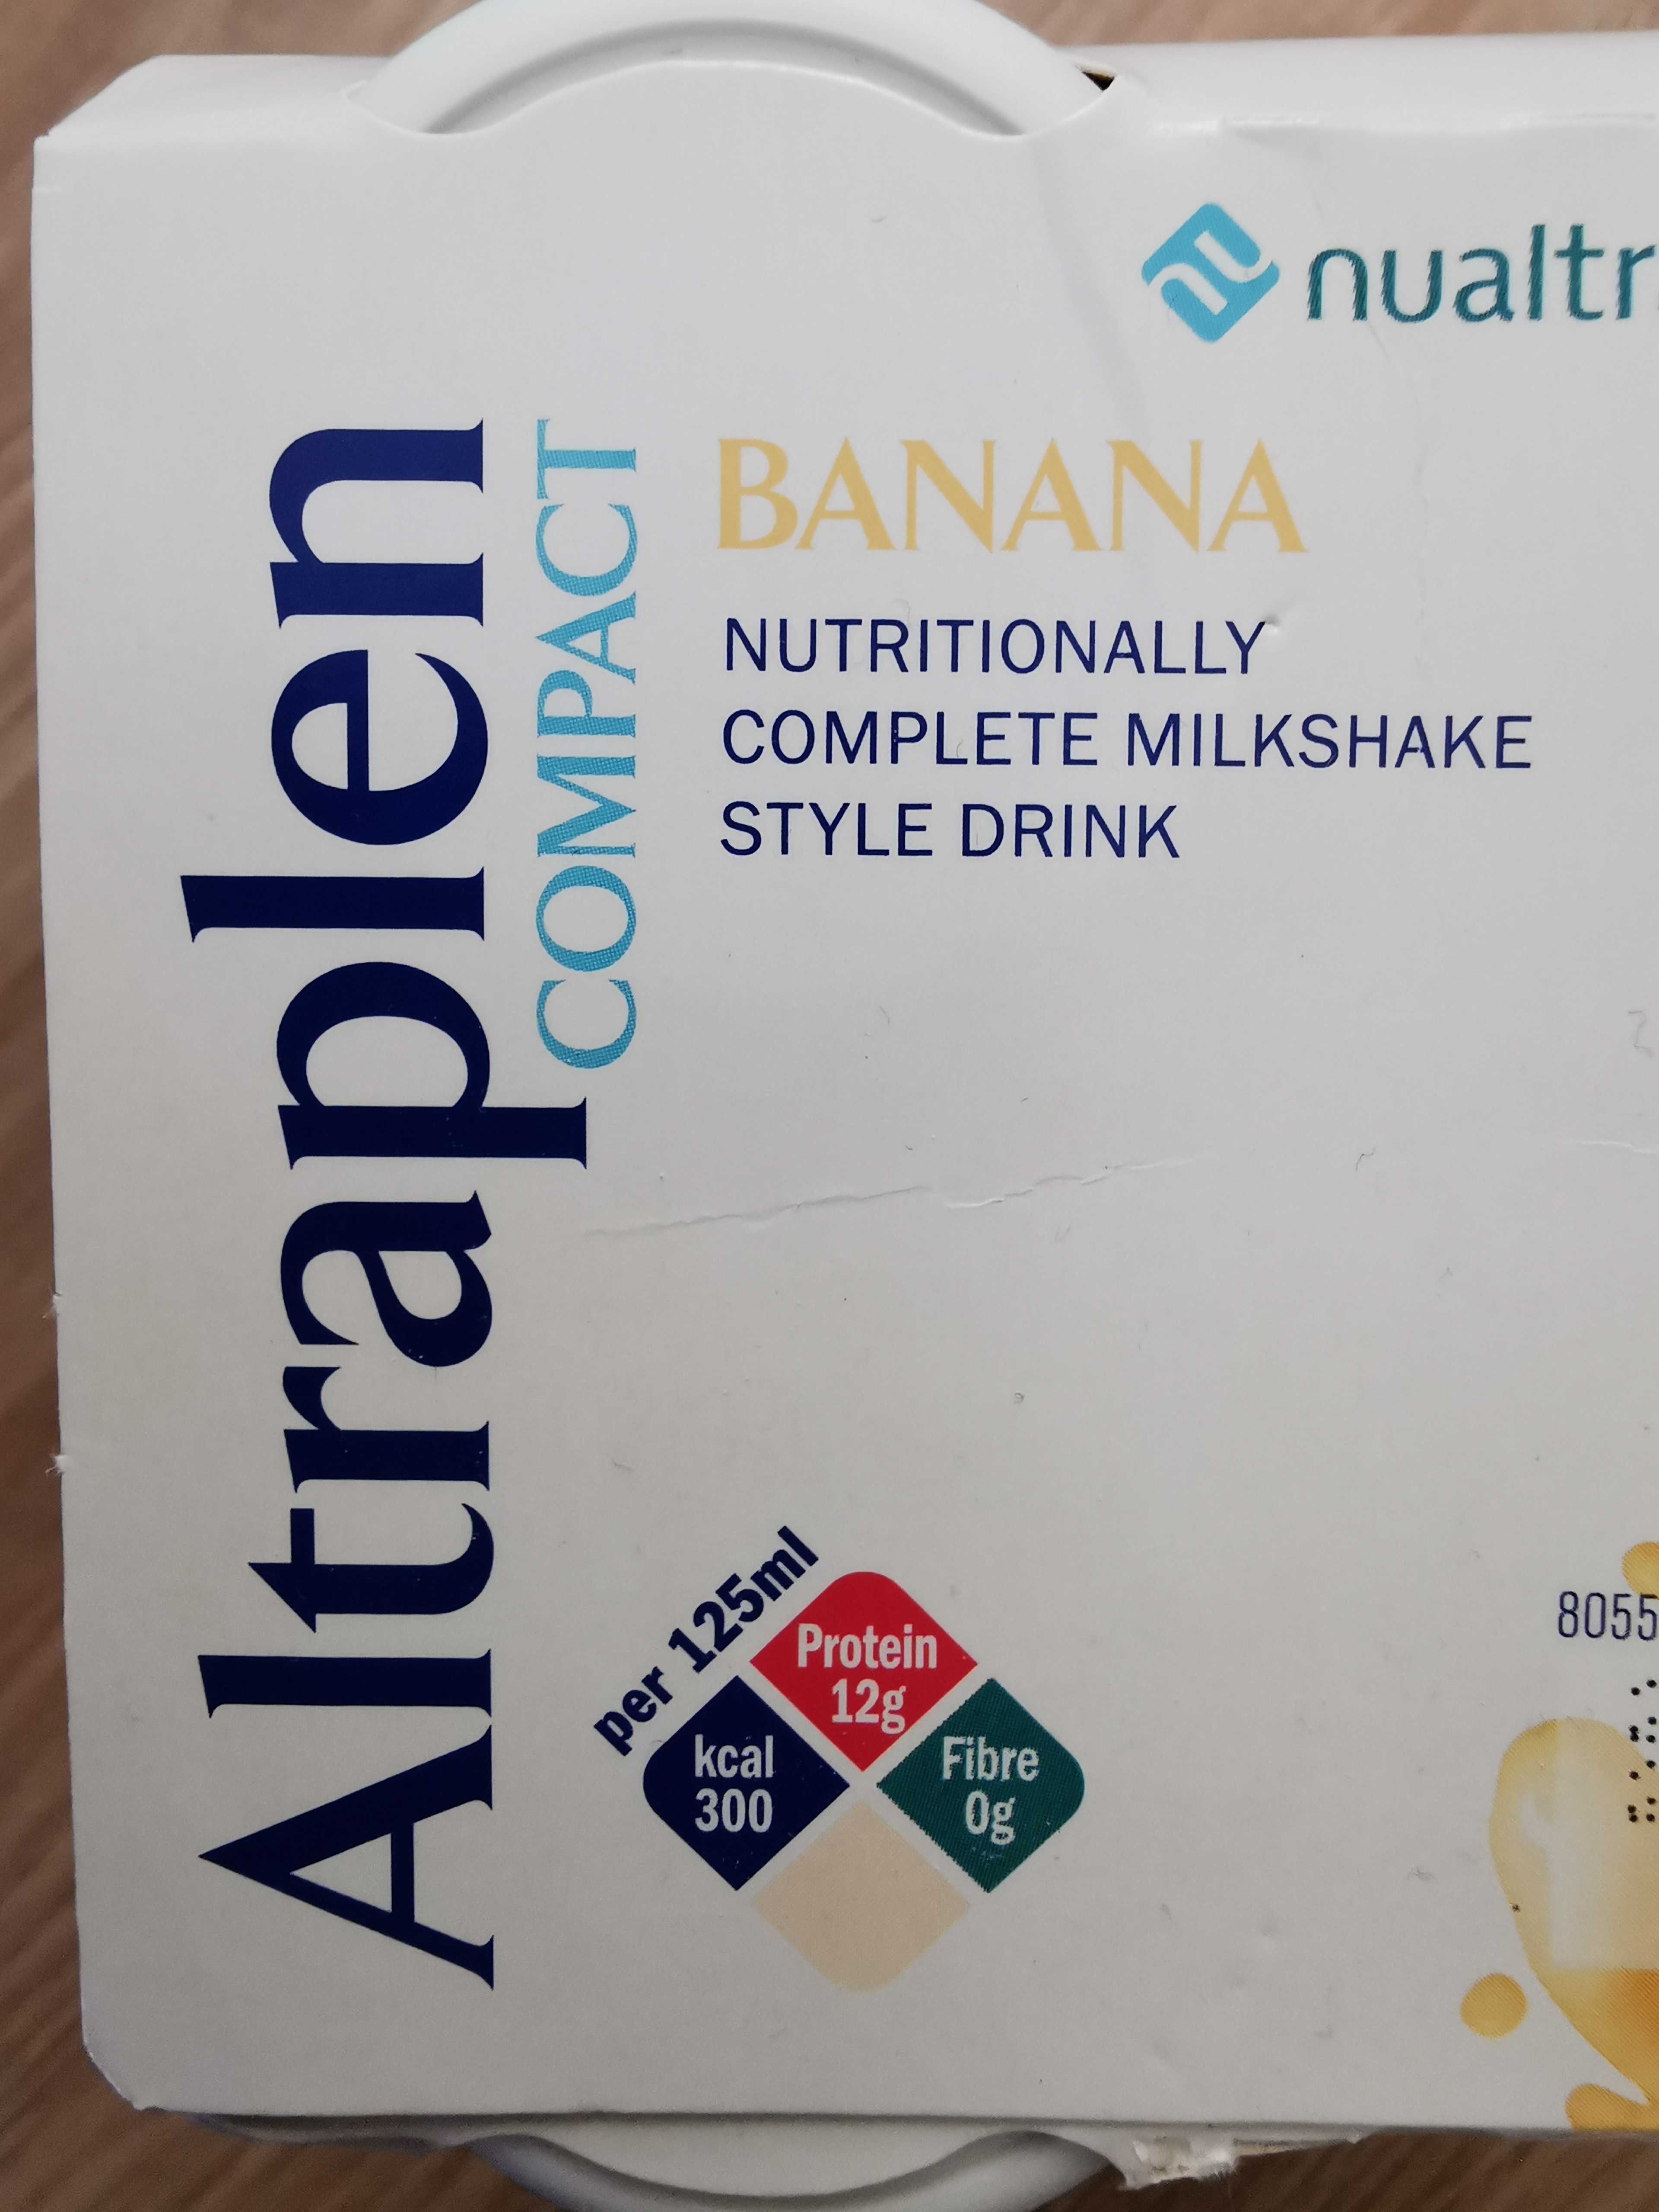 nualtr
Altraplen
COMPACT
BANANA
NUTRITIONALLY
COMPLETE MILKSHAKE
STYLE DRINK
per 125ml
Protein
12g
kcal
300
Fibre
0g
8055